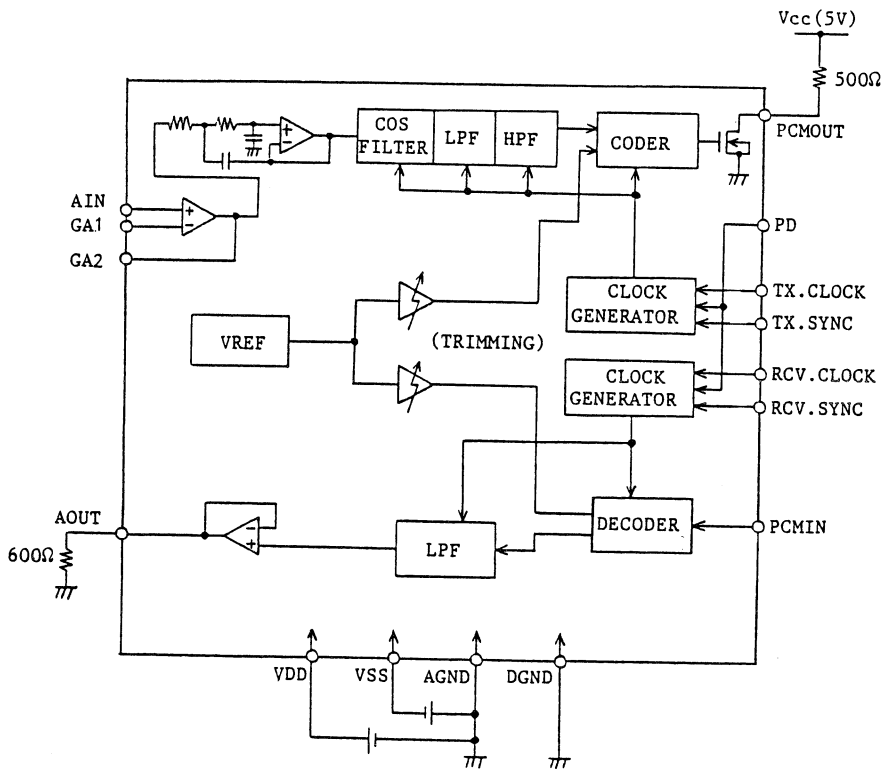 Vcc(5V)
500Ω
PCMOUT
COS
FILTER
LPF
HPF
CODER
+
−
AIN
GA1
GA2
+
−
PD
CLOCK
GENERATOR
TX.CLOCK
TX.SYNC
VREF
(TRIMMING)
CLOCK
GENERATOR
RCV.CLOCK
RCV.SYNC
AOUT
600Ω
−
+
LPF
DECODER
PCMIN
VDD
VSS
AGND
DGND